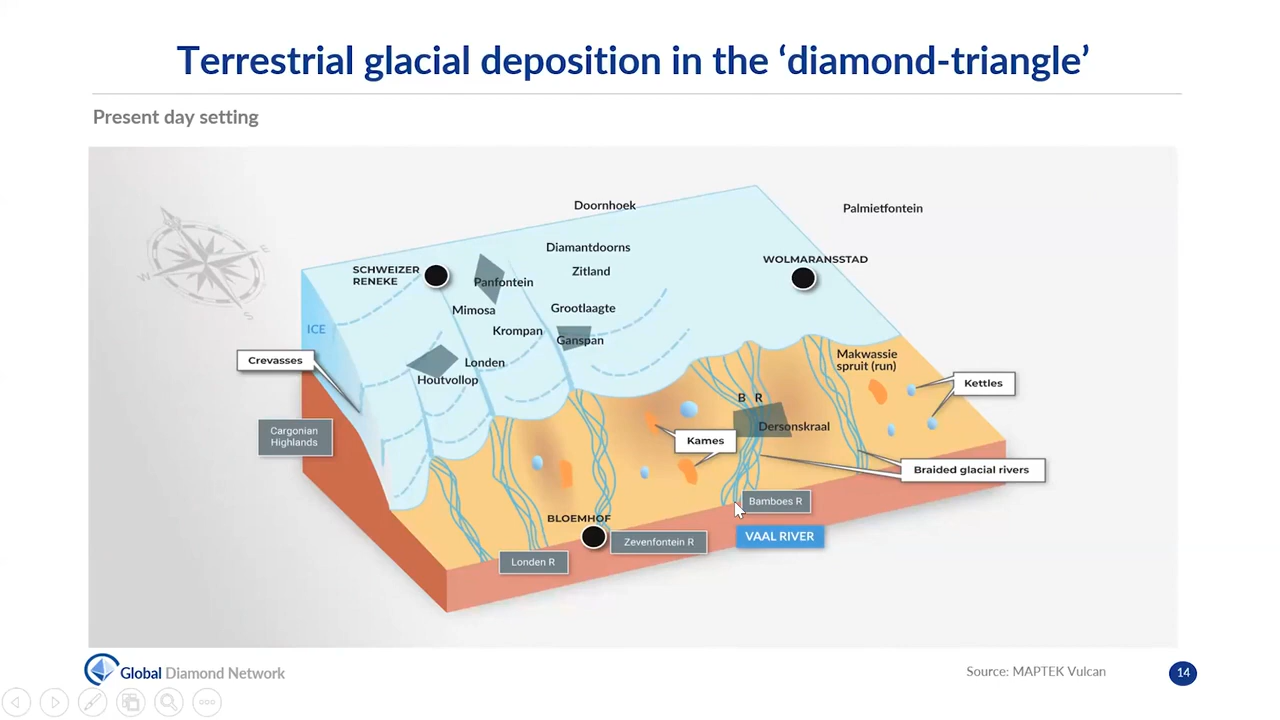 Terrestrial glacial deposition in the ‘diamond-triangle’
Present day setting
Doornhoek
Palmietfontein
Diamantdoorns
WOLMARANSSTAD
SCHWEIZER
RENEKE
Zitland
Panfontein
Mimosa
Grootlaagte
ICE
Krompan
Ganspan
Crevasses
Londen
Houtvollop
Makwassie
spruit (run)
Kettles
B R
Dersonskraal
Cargonian
Highlands
Kames
Braided glacial rivers
Bamboes R
BLOEMHOF
VAAL RIVER
Zevenfontein R
Londen R
Global Diamond Network
Source: MAPTEK Vulcan
14
W
E
S